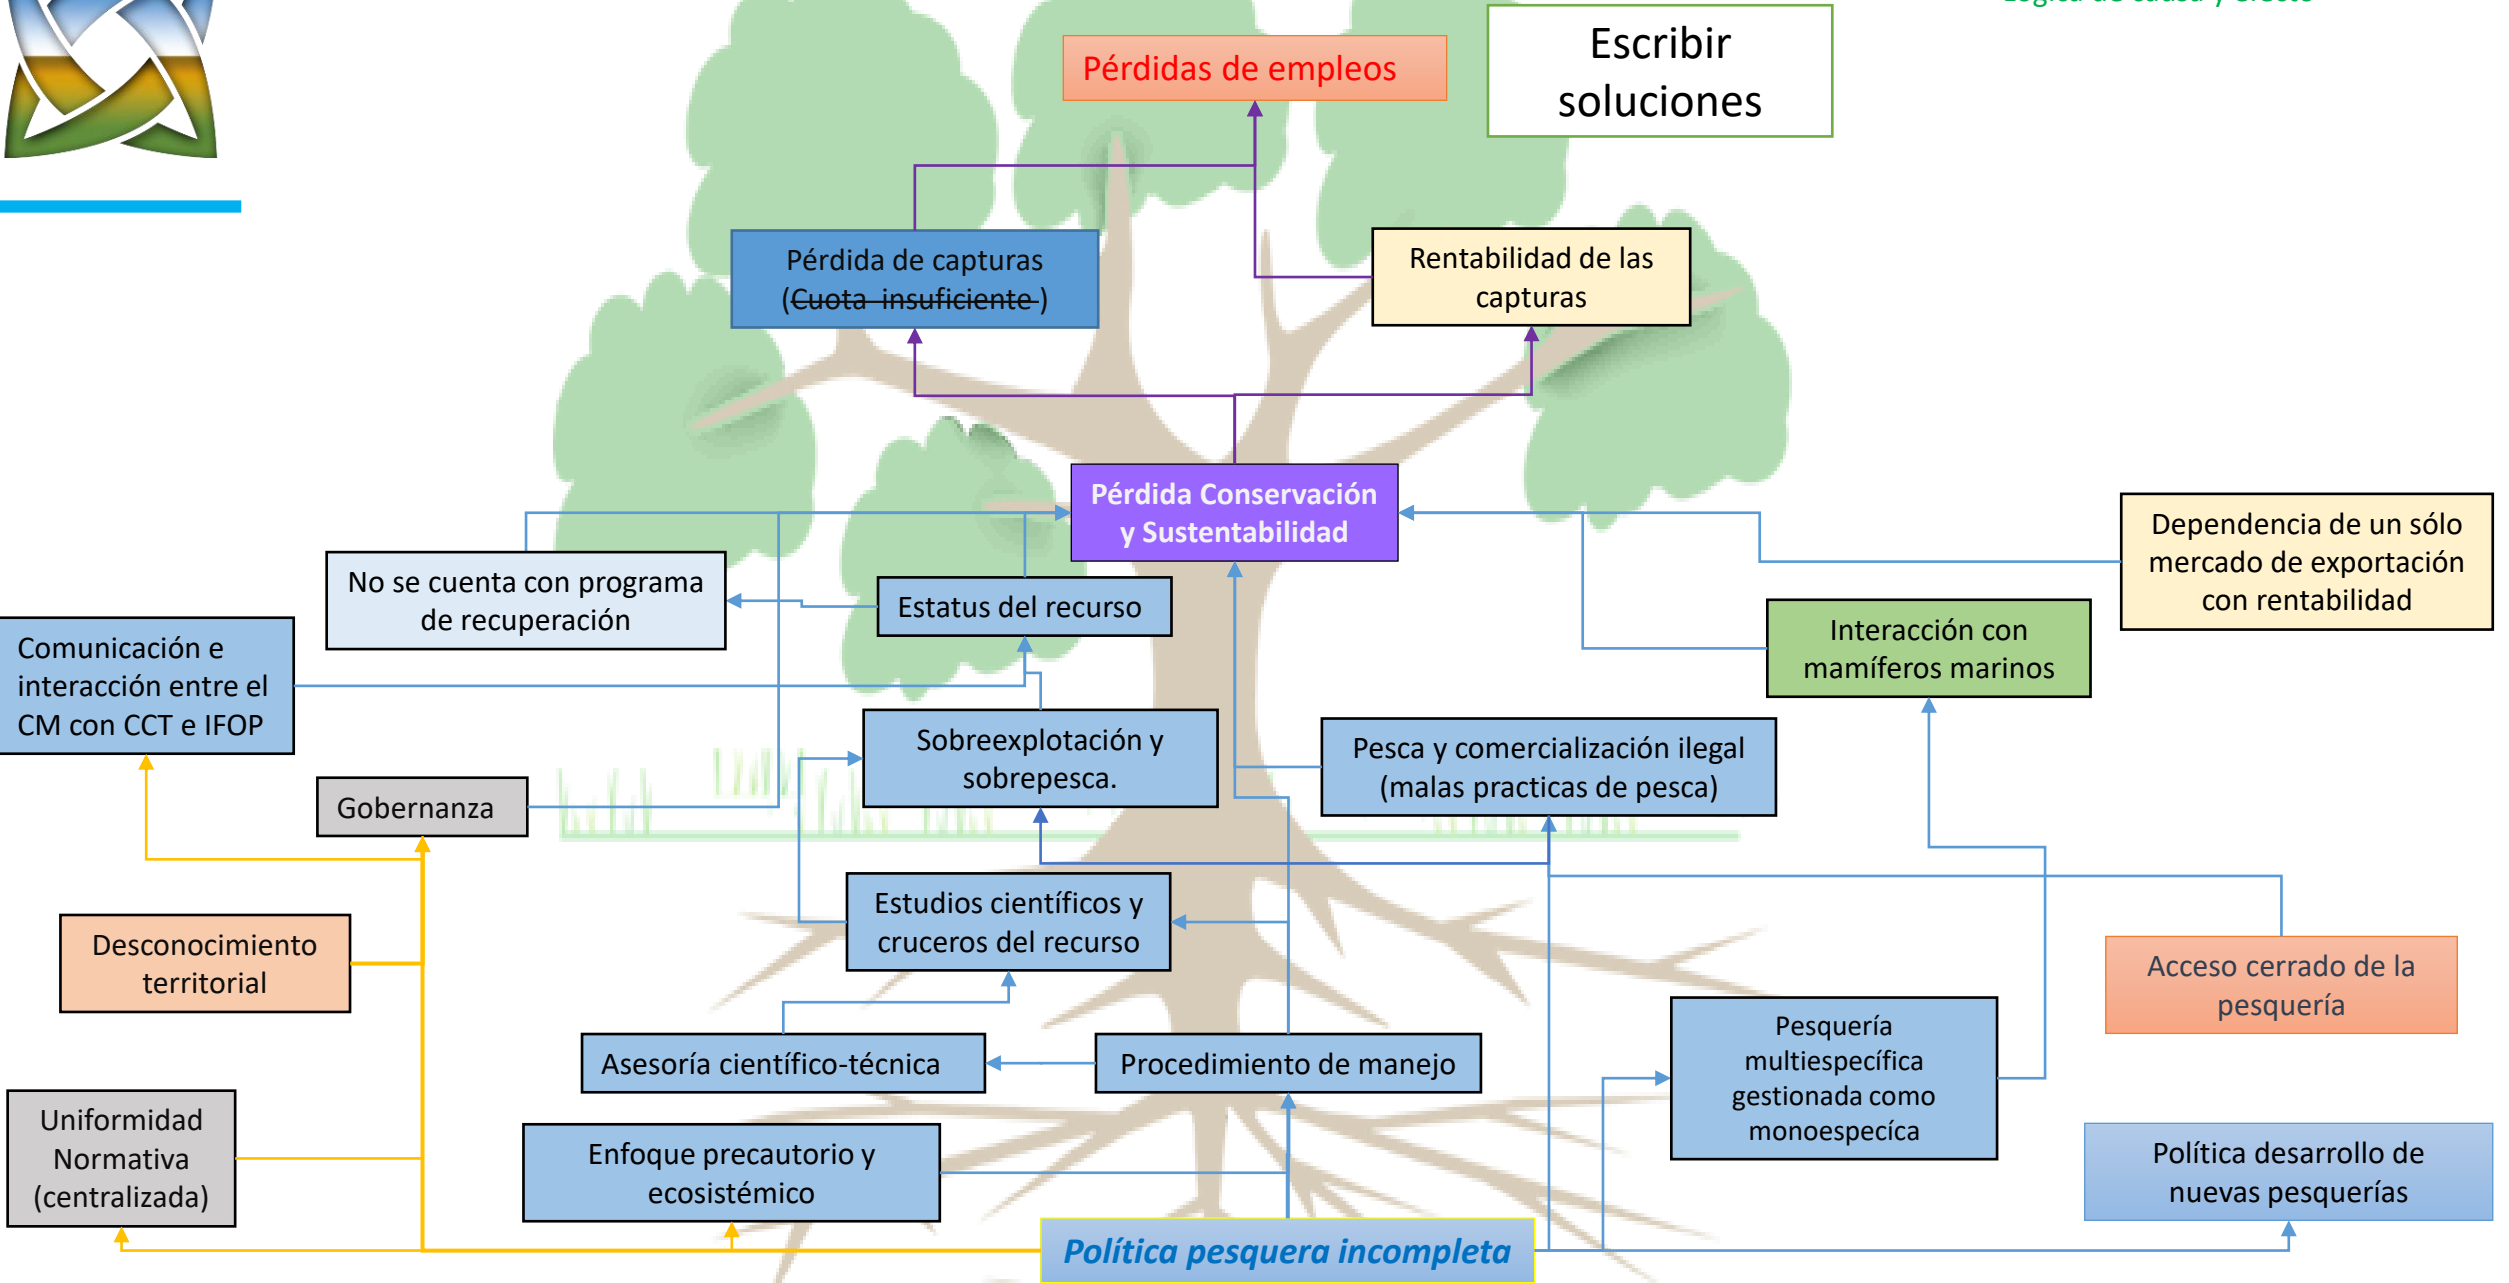 Lógica de causa y efecto
Pérdidas de empleos
Escribir
soluciones
Pérdida de capturas
(Cuota insuficiente )
Rentabilidad de las
capturas
Pérdida Conservación
y Sustentabilidad
Dependencia de un sólo
mercado de exportación
con rentabilidad
No se cuenta con programa
de recuperación
Estatus del recurso
Interacción con
mamíferos marinos
Comunicación e
interacción entre el
CM con CCT e IFOP
Sobreexplotación y
sobrepesca.
Pesca y comercialización ilegal
(malas practicas de pesca)
Gobernanza
Estudios científicos y
cruceros del recurso
Desconocimiento
territorial
Acceso cerrado de la
pesquería
Asesoría científico-técnica
Procedimiento de manejo
Pesquería
multiespecífica
gestionada como
monoespecíca
Uniformidad
Normativa
(centralizada)
Enfoque precautorio y
ecosistémico
Política desarrollo de
nuevas pesquerías
Política pesquera incompleta